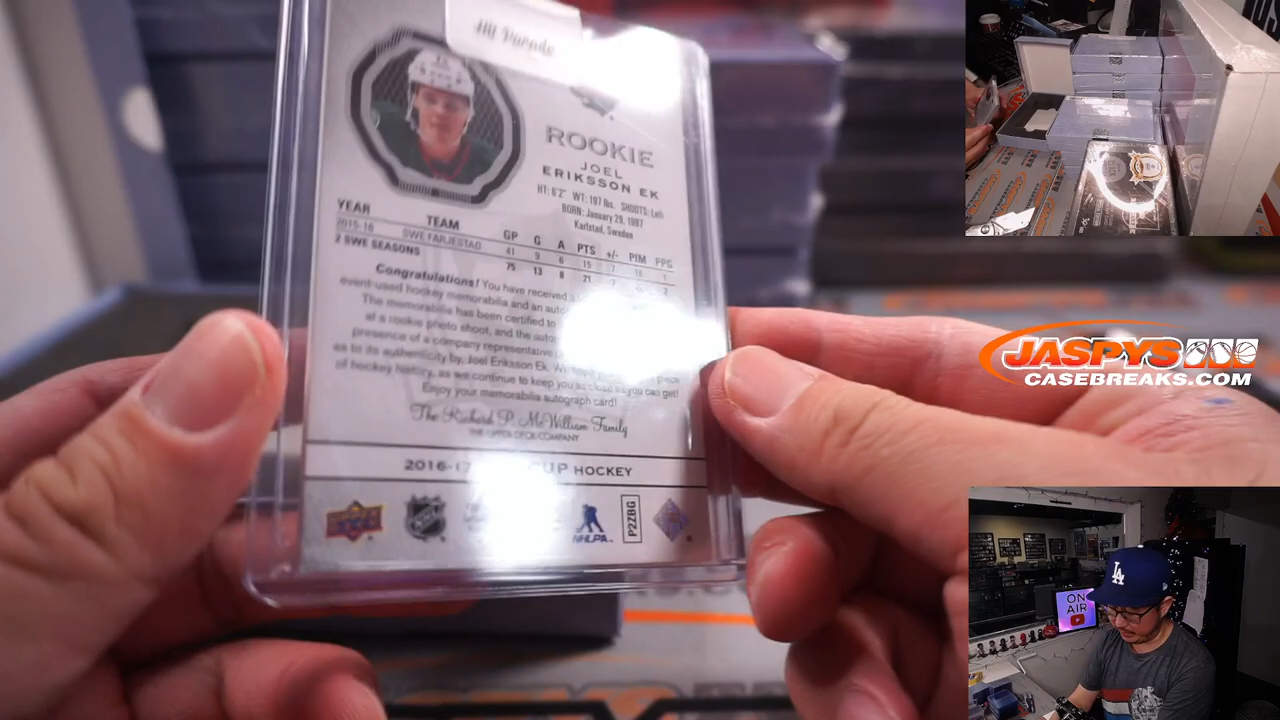 Hit Parade
ROOKIE
JOEL
ERIKSSON EK
HT: 6'2" WT: 197 lbs. SHOOTS: Left
BORN: January 29, 1997
Karlstad, Sweden
YEAR TEAM GP G A PTS +/- PIM PPG
2015-16 SWE FARJESTAD 41 9 6 15 7 16 1
2 SWE SEASONS 75 13 8 21
Congratulations! You have received
event-used hockey memorabilia and an
The memorabilia has been certified to
at a rookie photo shoot, and the
presence of a company representative
as to its authenticity by, Joel Eriksson Ek. piece
of hockey history, as we continue to keep you as close as you can get!
Enjoy your memorabilia autograph card!
The Richard P. McWilliam Family
THE UPPER DECK COMPANY
2016-17 CUP HOCKEY
NHLPA
P2ZBG
JASPYS
CASEBREAKS.COM
LA
ON
AIR